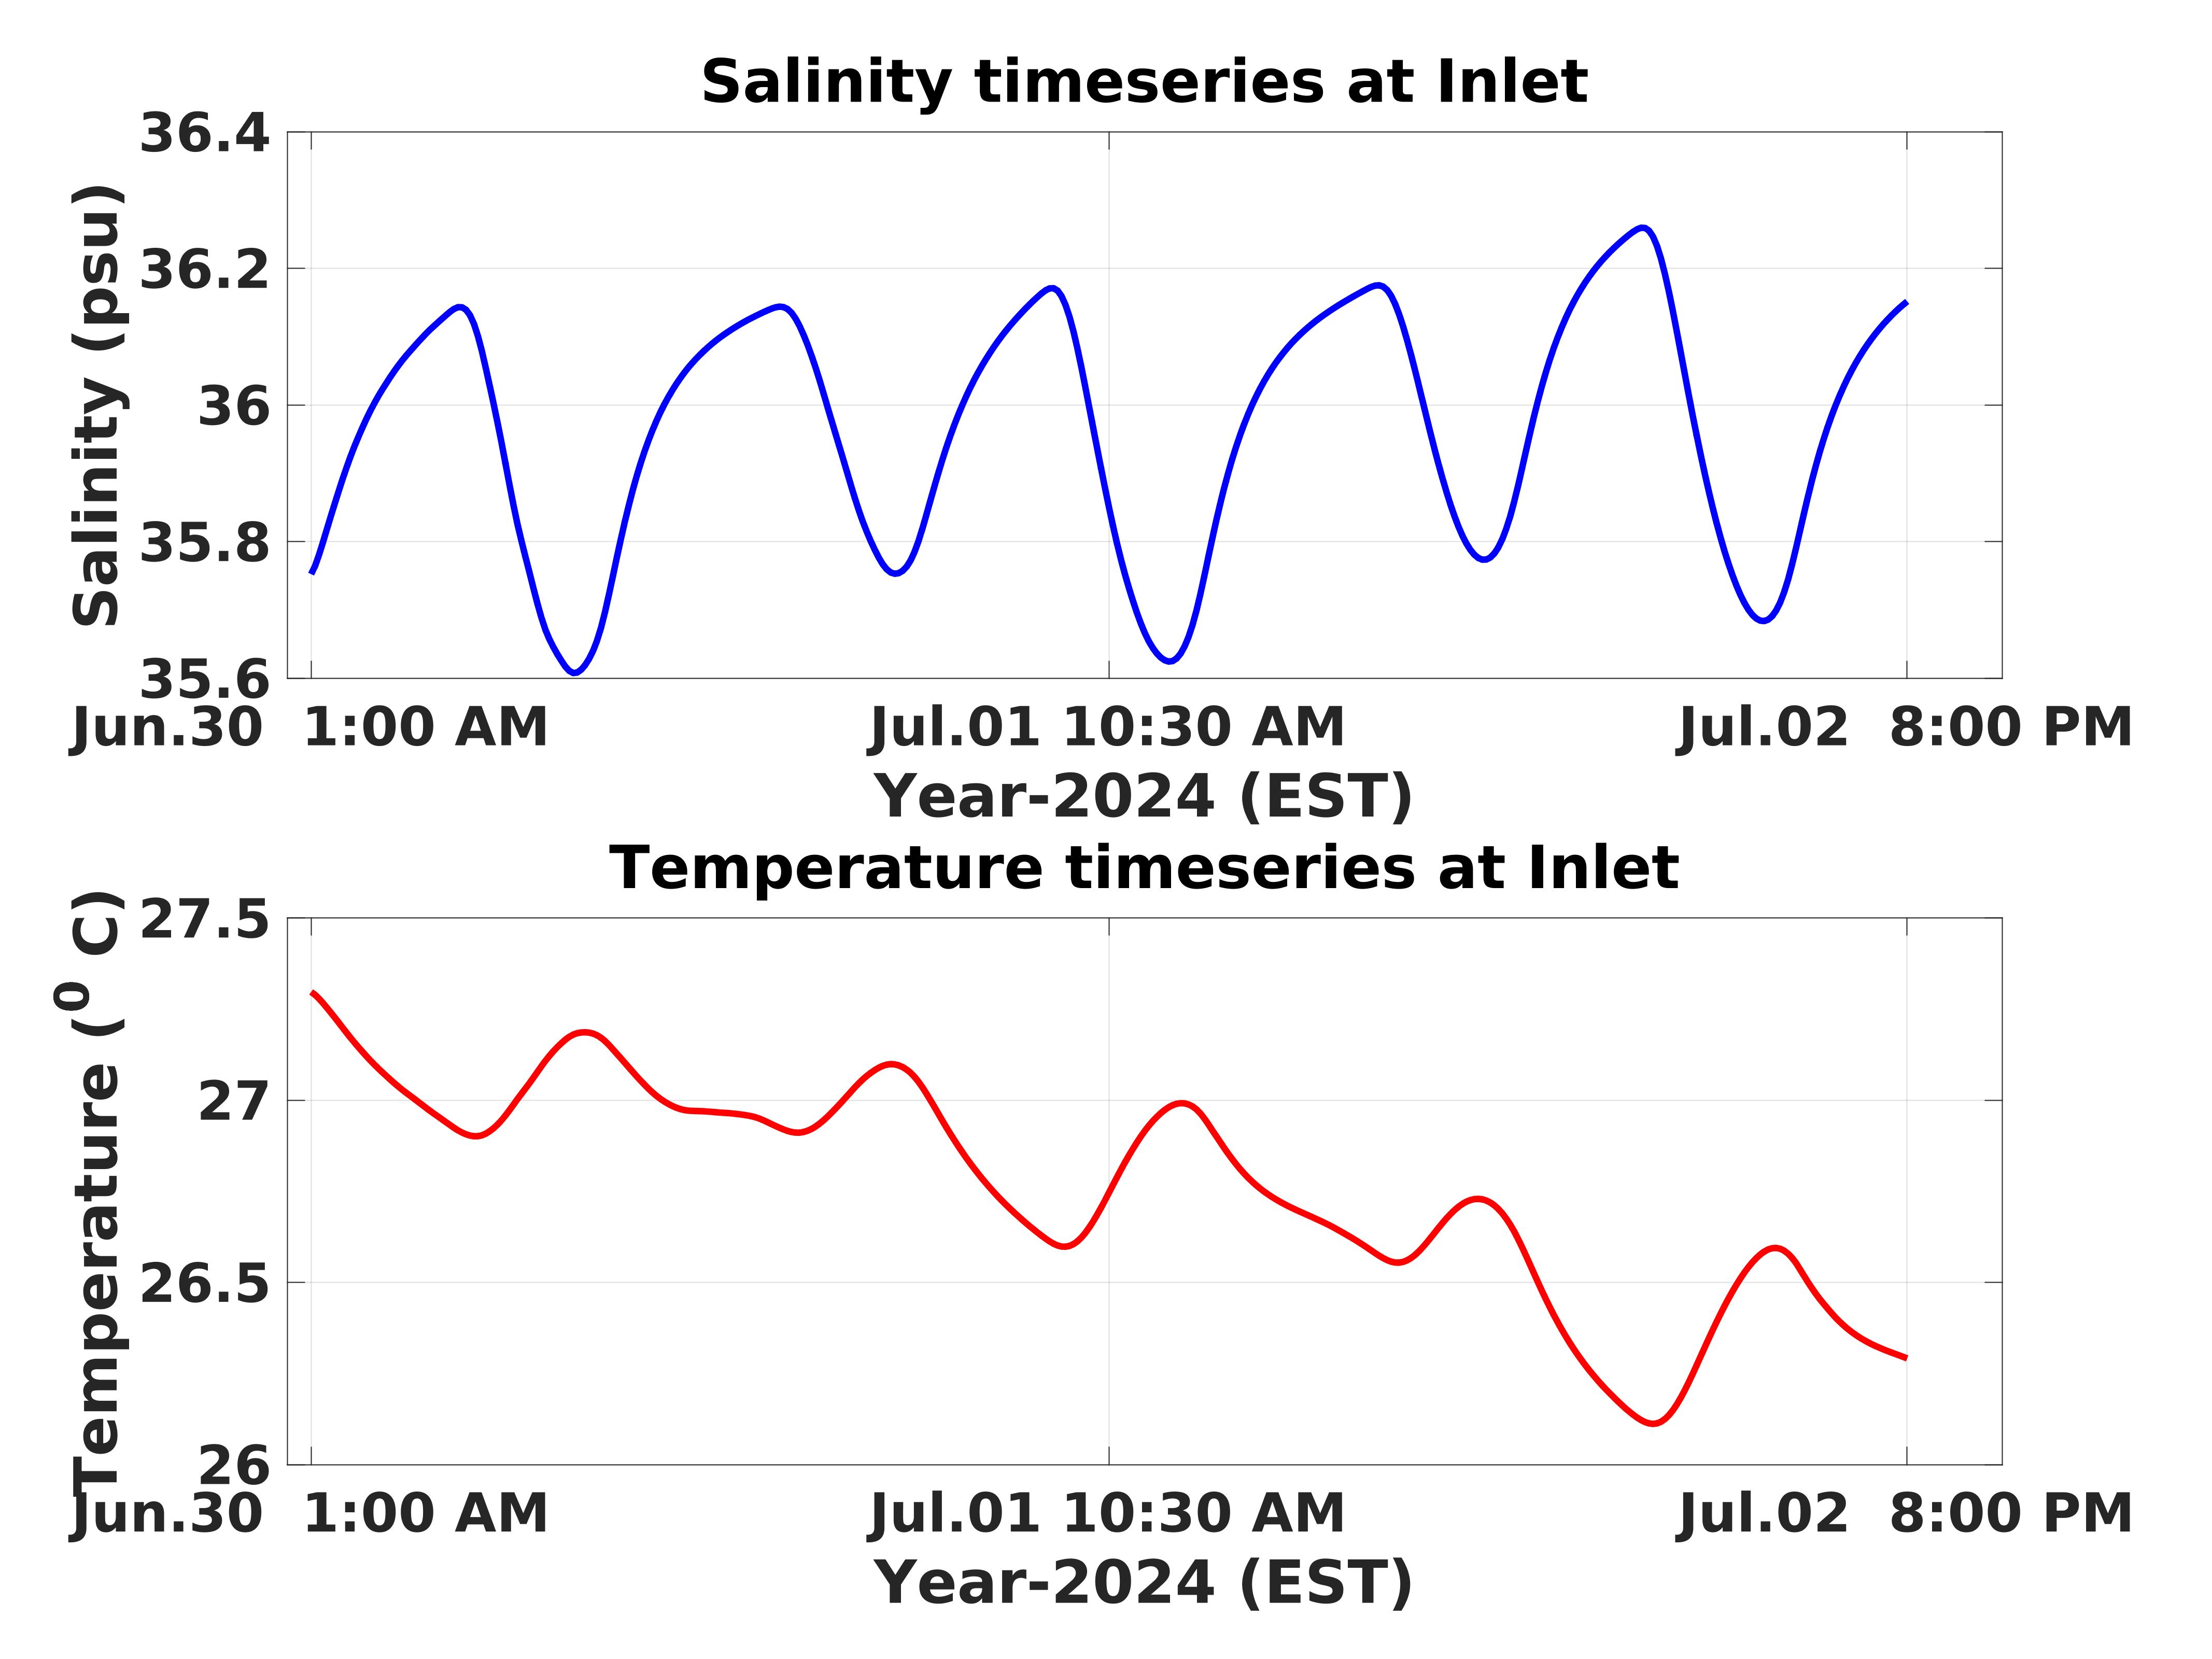 Salinity timeseries at Inlet
Salinity (psu)
36.4
36.2
36
35.8
35.6
Jun.30 1:00 AM
Jul.01 10:30 AM
Jul.02 8:00 PM
Year-2024 (EST)
Temperature timeseries at Inlet
Temperature (⁰ C)
27.5
27
26.5
26
Jun.30 1:00 AM
Jul.01 10:30 AM
Jul.02 8:00 PM
Year-2024 (EST)